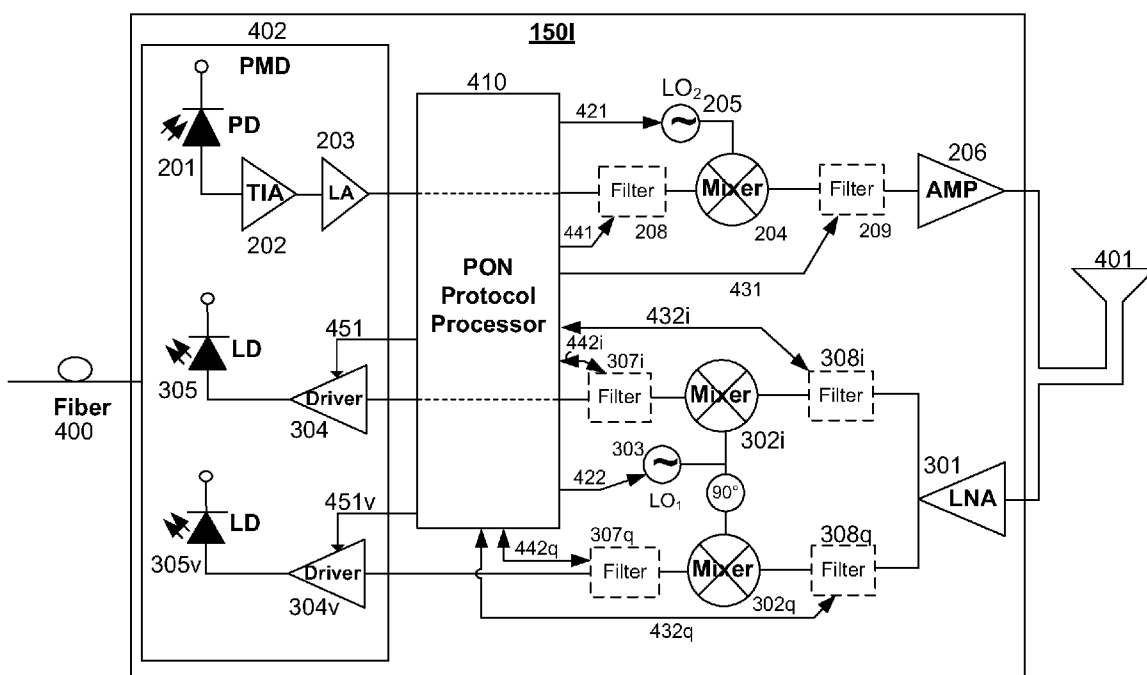 150I
402
PMD
PD
201
203
TIA
LA
202
410
PON
Protocol
Processor
421
LO2
205
Filter
208
441
Mixer
204
Filter
209
431
206
AMP
401
451
LD
305
Driver
304
Fiber
400
432i
442i
307i
Filter
Mixer
302i
308i
Filter
303
422
LO1
90°
301
LNA
451v
LD
305v
Driver
304v
442q
307q
Filter
Mixer
302q
308q
Filter
432q